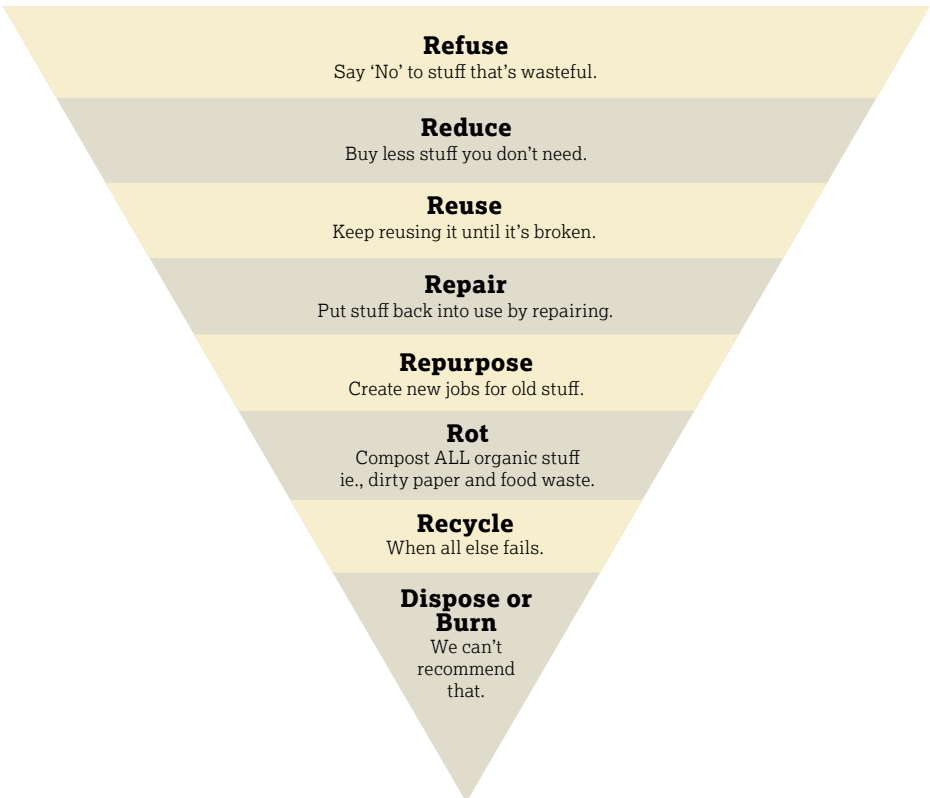 Refuse
Say ‘No’ to stuff that’s wasteful.
Reduce
Buy less stuff you don’t need.
Reuse
Keep reusing it until it’s broken.
Repair
Put stuff back into use by repairing.
Repurpose
Create new jobs for old stuff.
Rot
Compost ALL organic stuff
ie., dirty paper and food waste.
Recycle
When all else fails.
Dispose or
Burn
We can’t
recommend
that.